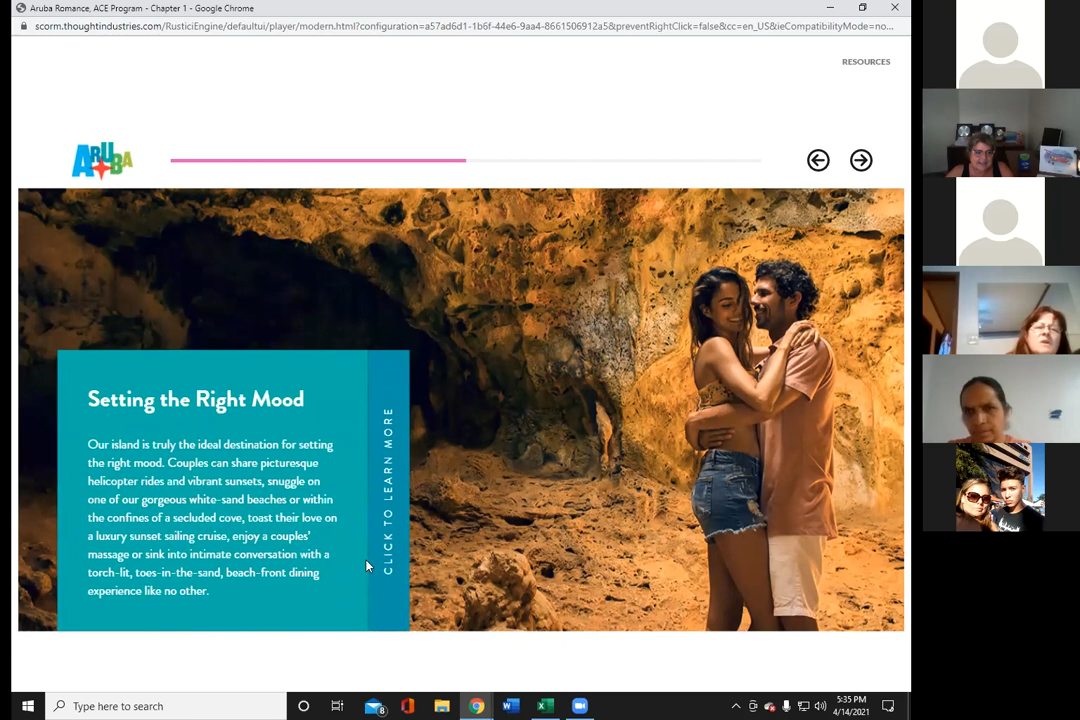 Aruba Romance, ACE Program - Chapter 1 - Google Chrome
scorm.thoughtindustries.com/RusticiEngine/defaultui/player/modern.html?configuration=a57ad6d1-1b6f-44e6-9aa4-8661506912a5&preventRightClick=false&cc=en_US&ieCompatibilityMode=no...
RESOURCES
ARUBA
Setting the Right Mood
Our island is truly the ideal destination for setting
the right mood. Couples can share picturesque
helicopter rides and vibrant sunsets, snuggle on
one of our gorgeous white-sand beaches or within
the confines of a secluded cove, toast their love on
a luxury sunset sailing cruise, enjoy a couples'
massage or sink into intimate conversation with a
torch-lit, toes-in-the-sand, beach-front dining
experience like no other.
CLICK TO LEARN MORE
Type here to search
8
5:35 PM
4/14/2021